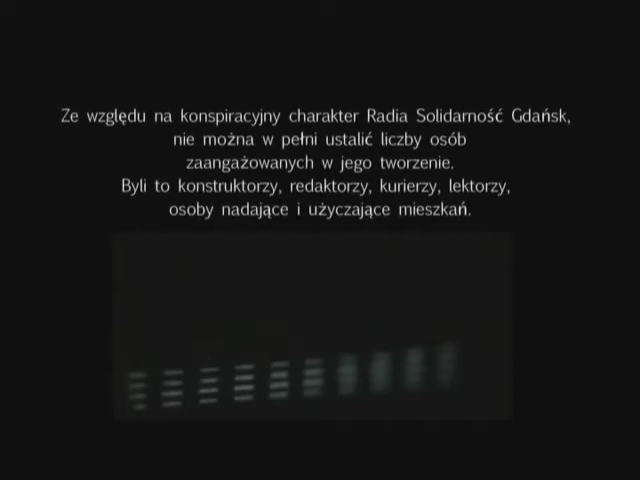 Ze względu na konspiracyjny charakter Radia Solidarność Gdańsk,
nie można w pełni ustalić liczby osób
zaangażowanych w jego tworzenie.
Byli to konstruktorzy, redaktorzy, kurierzy, lektorzy,
osoby nadające i użyczające mieszkań.